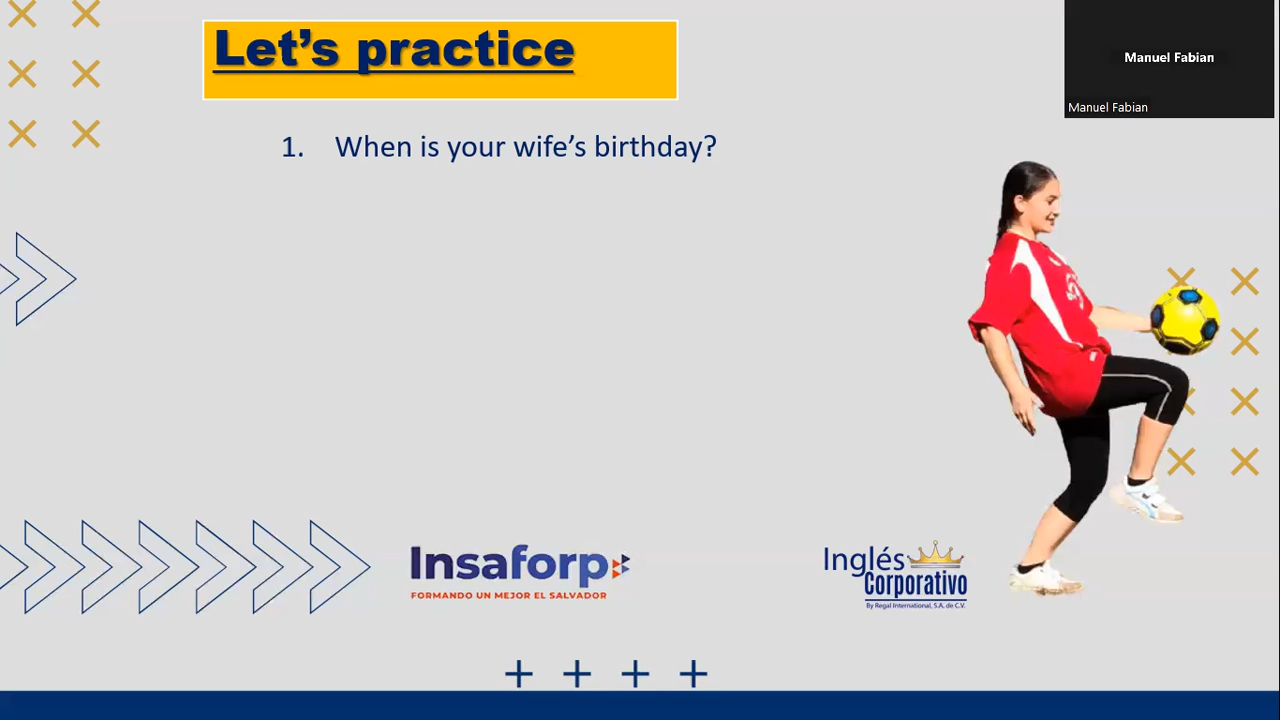 Let’s practice
Manuel Fabian
Manuel Fabian
1. When is your wife’s birthday?
Insaforp
FORMANDO UN MEJOR EL SALVADOR
Inglés
Corporativo
By Regal International, S.A. de C.V.